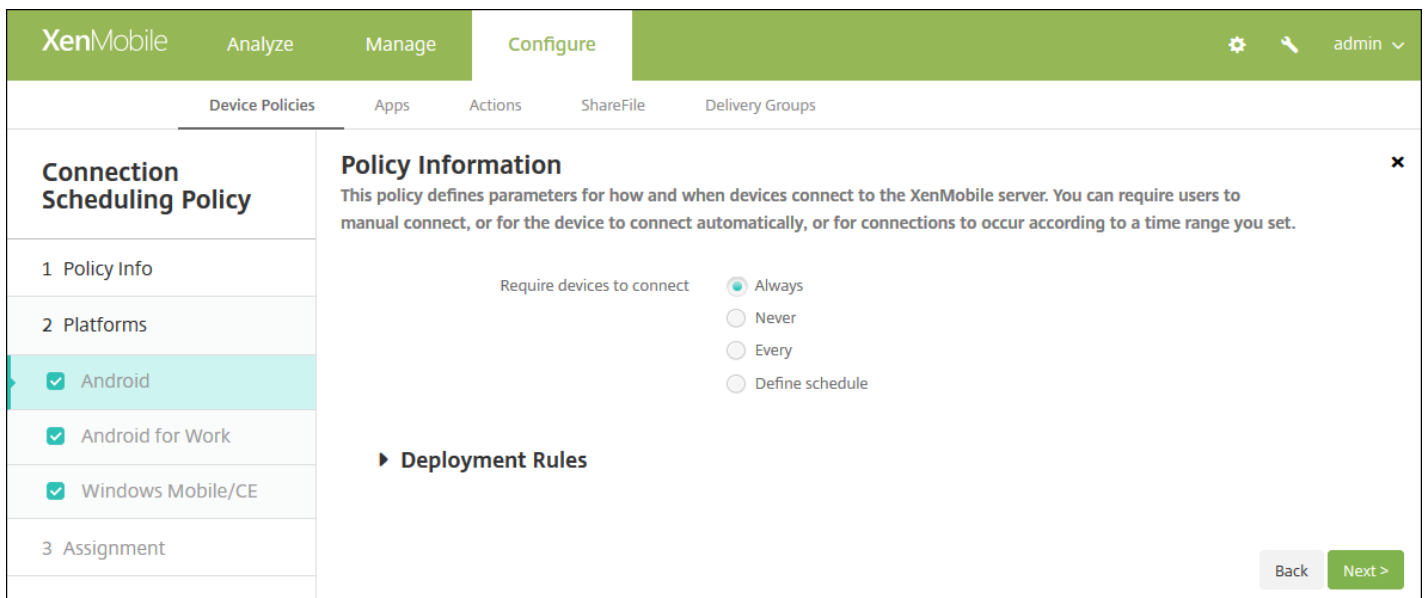 XenMobile Analyze Manage Configure admin
Device Policies Apps Actions ShareFile Delivery Groups
Connection
Scheduling Policy
1 Policy Info
2 Platforms
Android
Android for Work
Windows Mobile/CE
3 Assignment
Policy Information
This policy defines parameters for how and when devices connect to the XenMobile server. You can require users to
manual connect, or for the device to connect automatically, or for connections to occur according to a time range you set.
Require devices to connect
Always
Never
Every
Define schedule
Deployment Rules
Back Next >